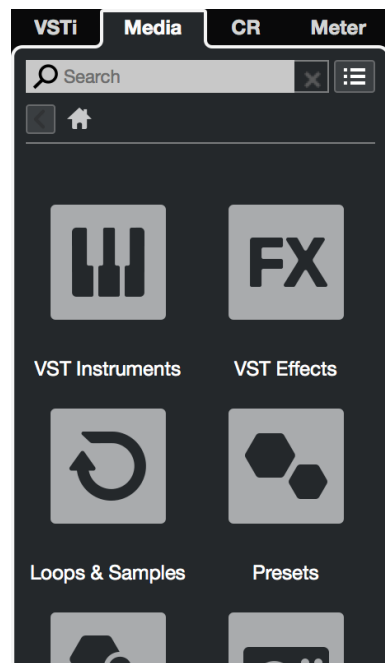 VSTi Media CR Meter
Search
FX
VST Instruments VST Effects
Loops & Samples Presets